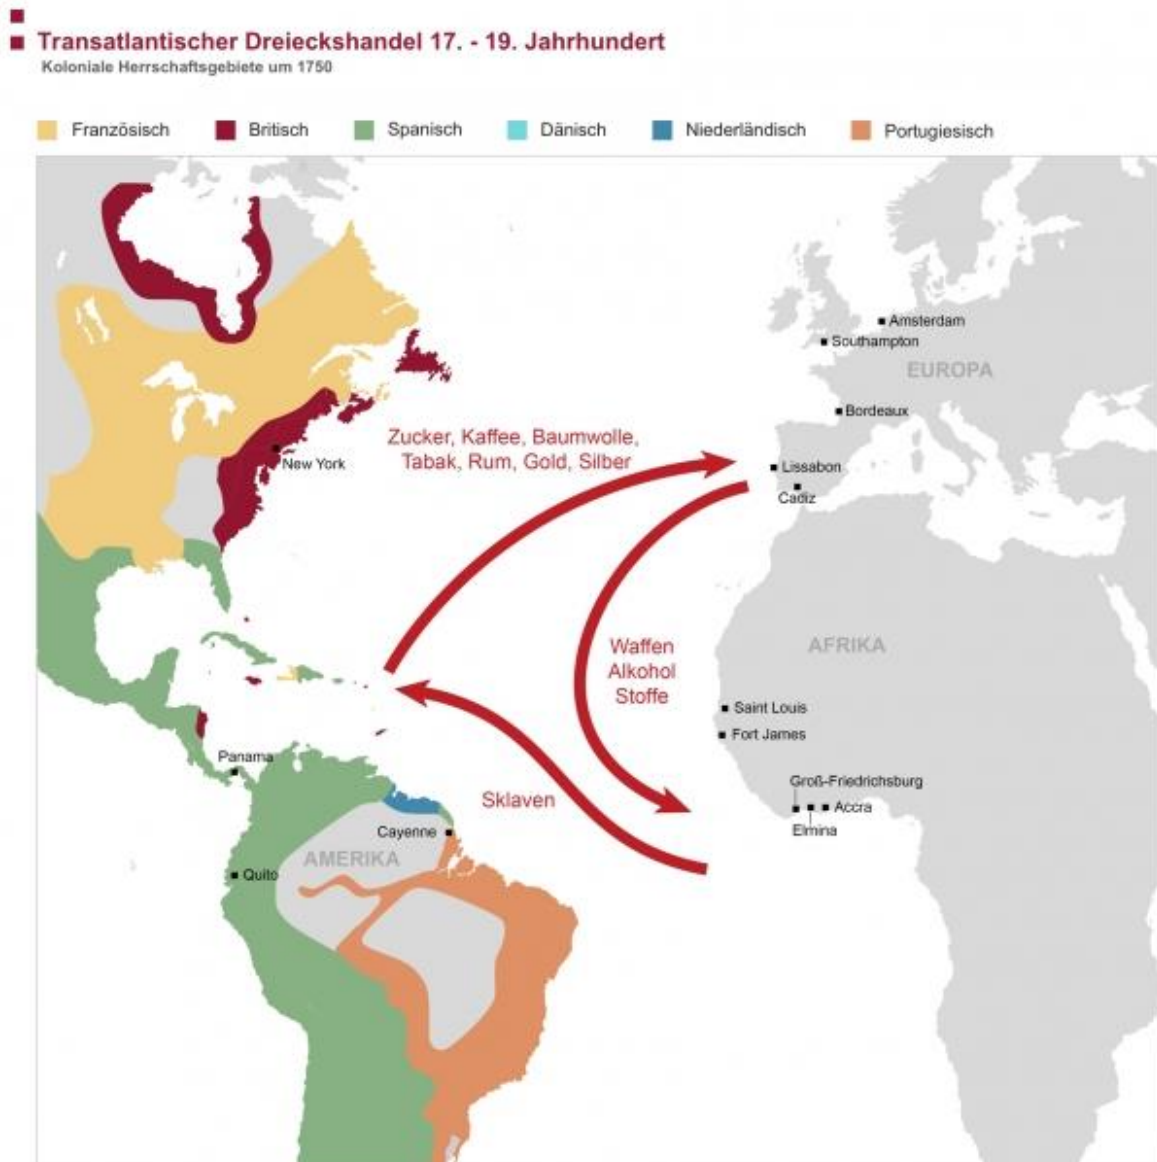 Transatlantischer Dreieckshandel 17. - 19. Jahrhundert
Koloniale Herrschaftsgebiete um 1750
Französisch Britisch Spanisch Dänisch Niederländisch Portugiesisch
Amsterdam
Southampton
EUROPA
Bordeaux
Zucker, Kaffee, Baumwolle,
Tabak, Rum, Gold, Silber
New York
Lissabon
Cadiz
Waffen
Alkohol
Stoffe
AFRIKA
Saint Louis
Fort James
Panama
Groß-Friedrichsburg
Sklaven
Accra
Elmina
Cayenne
AMERIKA
Quito